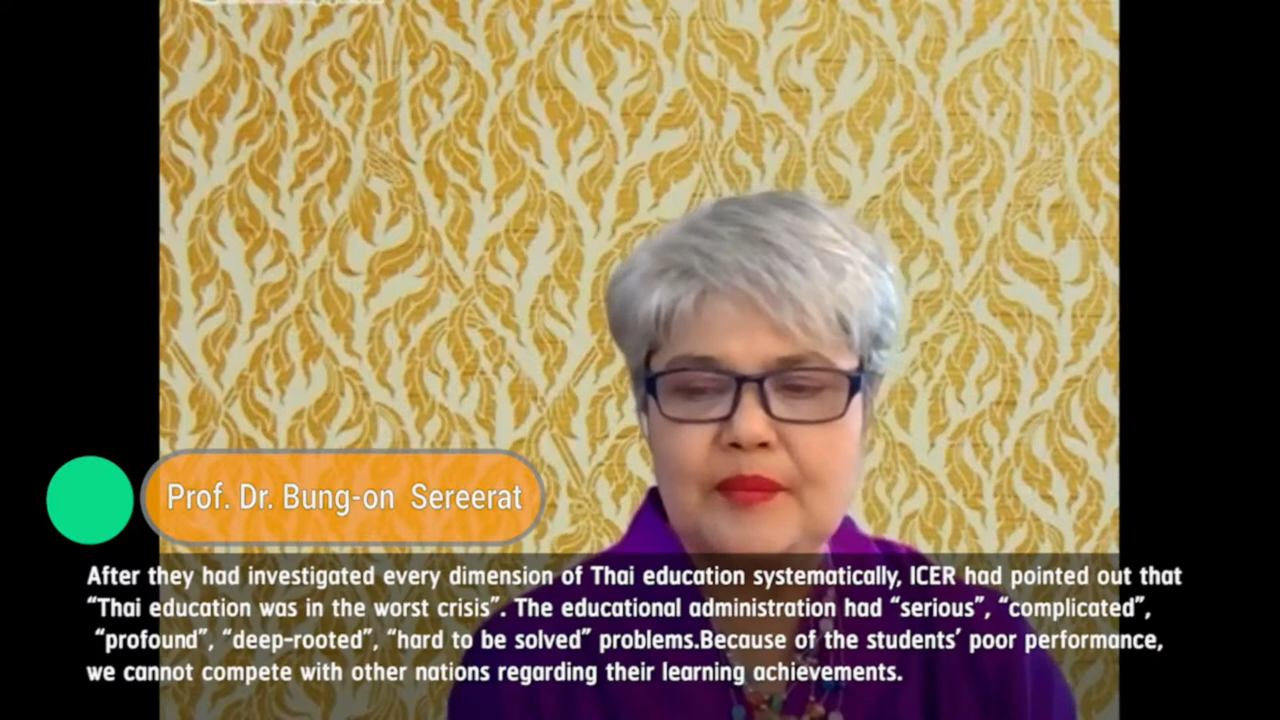 Prof. Dr. Bung-on Sereerat
After they had investigated every dimension of Thai education systematically, ICER had pointed out that
“Thai education was in the worst crisis”. The educational administration had “serious”, “complicated”,
“profound”, “deep-rooted”, “hard to be solved” problems.Because of the students’ poor performance,
we cannot compete with other nations regarding their learning achievements.